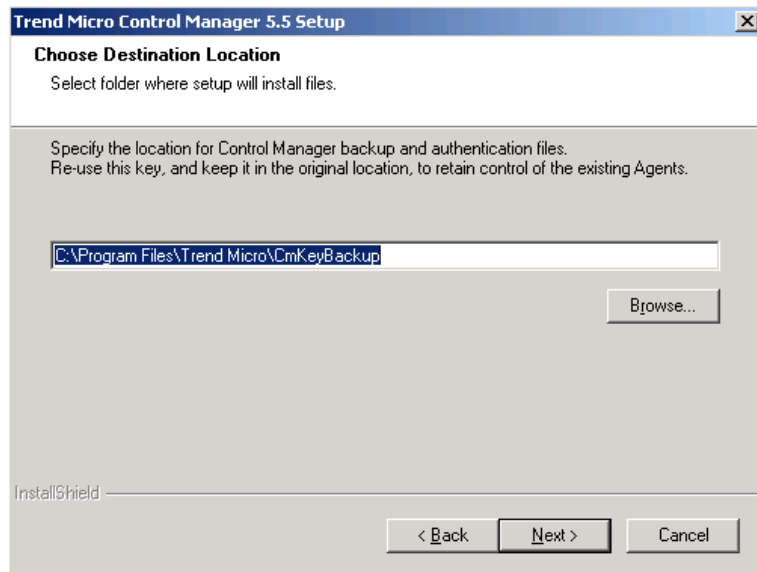 Trend Micro Control Manager 5.5 Setup
Choose Destination Location
Select folder where setup will install files.
Specify the location for Control Manager backup and authentication files.
Re-use this key, and keep it in the original location, to retain control of the existing Agents.
C:\Program Files\Trend Micro\CmKeyBackup
Browse...
InstallShield
< Back Next > Cancel